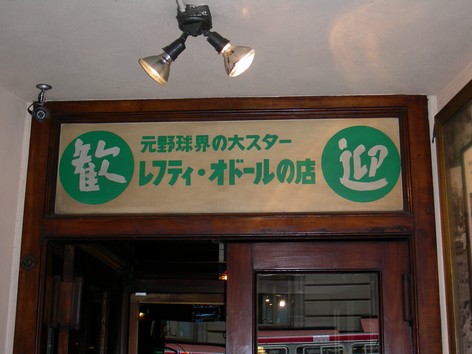 歓
元野球界の大スター
レフティ・オドールの店
迎